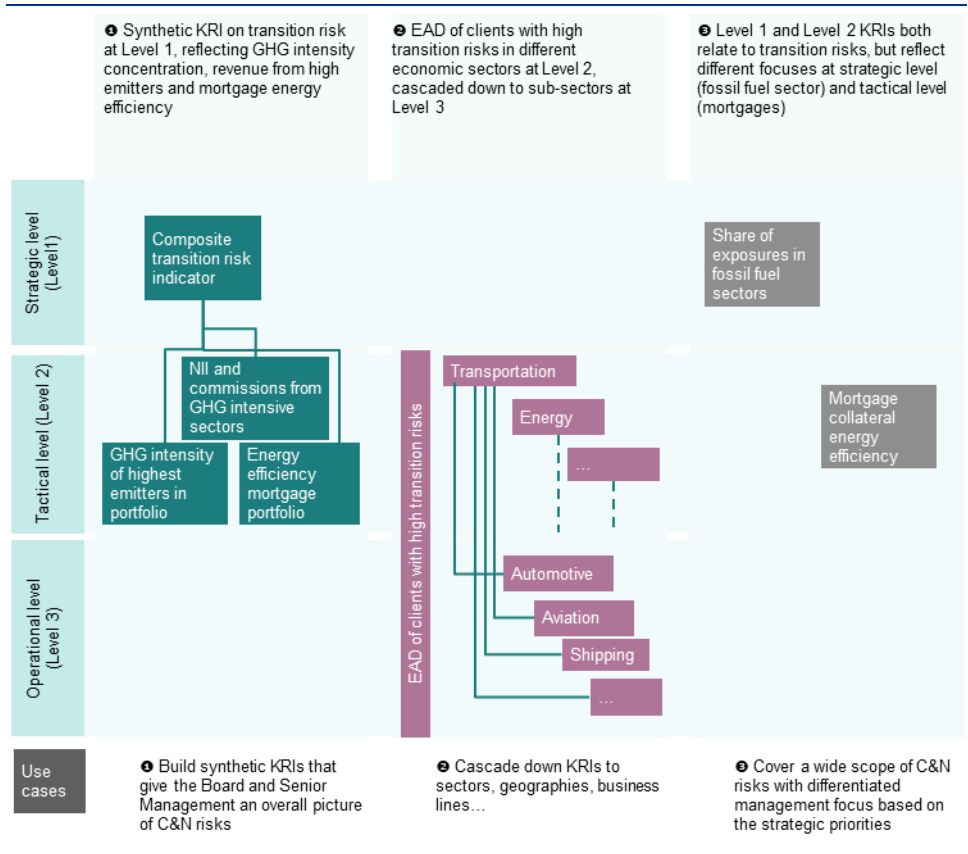 ❶ Synthetic KRI on transition risk
at Level 1, reflecting GHG intensity
concentration, revenue from high
emitters and mortgage energy
efficiency
❷ EAD of clients with high
transition risks in different
economic sectors at Level 2,
cascaded down to sub-sectors at
Level 3
❸ Level 1 and Level 2 KRIs both
relate to transition risks, but reflect
different focuses at strategic level
(fossil fuel sector) and tactical level
(mortgages)
Strategic level
(Level1)
Composite
transition risk
indicator
Share of
exposures in
fossil fuel
sectors
Tactical level (Level 2)
NII and
commissions from
GHG intensive
sectors
GHG intensity
of highest
emitters in
portfolio
Energy
efficiency
mortgage
portfolio
EAD of clients with high transition risks
Transportation
Energy
...
Mortgage
collateral
energy
efficiency
Operational level
(Level 3)
Automotive
Aviation
Shipping
...
Use
cases
❶ Build synthetic KRIs that
give the Board and Senior
Management an overall picture
of C&N risks
❷ Cascade down KRIs to
sectors, geographies, business
lines...
❸ Cover a wide scope of C&N
risks with differentiated
management focus based on
the strategic priorities